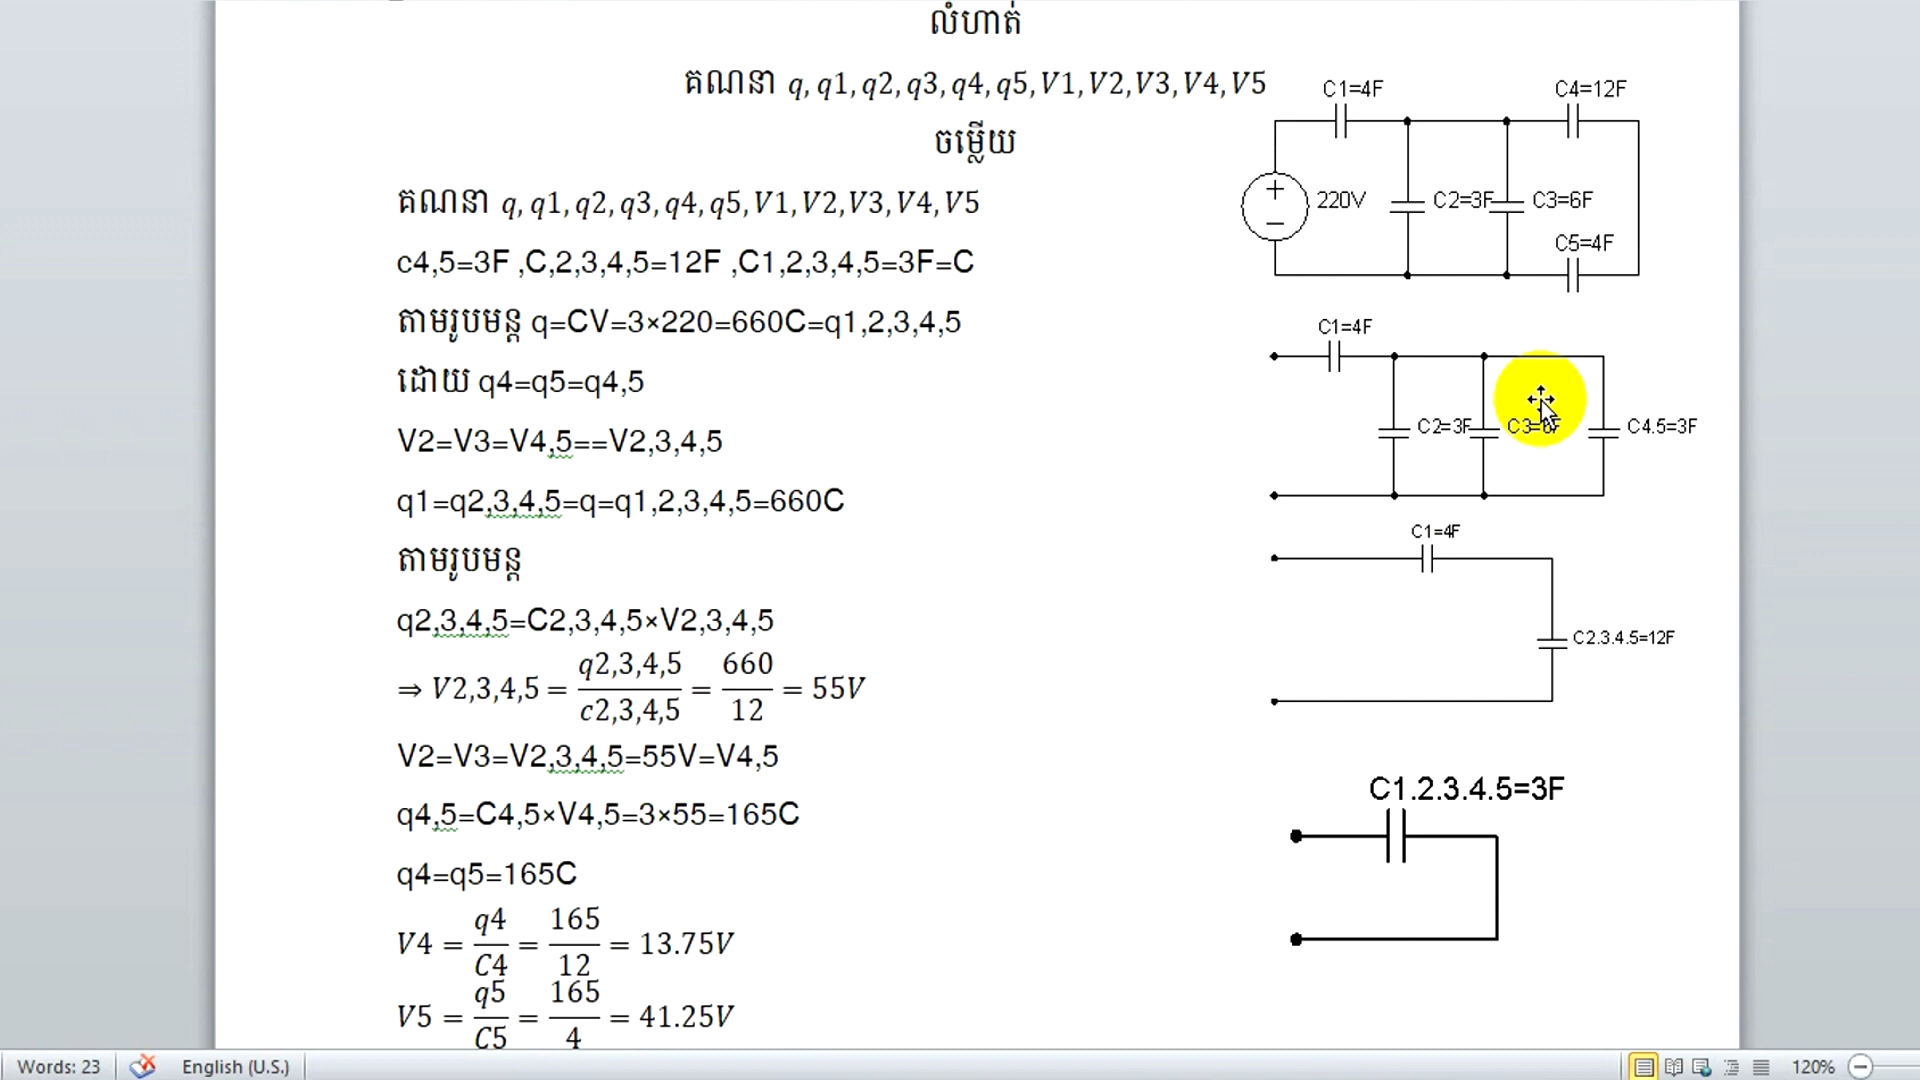 លំហាត់
គណនា q, q1, q2, q3, q4, q5, V1, V2, V3, V4, V5
ចម្លើយ
គណនា q, q1, q2, q3, q4, q5, V1, V2, V3, V4, V5
c4,5=3F ,C,2,3,4,5=12F ,C1,2,3,4,5=3F=C
តាមរូបមន្ត q=CV=3×220=660C=q1,2,3,4,5
ដោយ q4=q5=q4,5
V2=V3=V4,5==V2,3,4,5
q1=q2,3,4,5=q=q1,2,3,4,5=660C
តាមរូបមន្ត
q2,3,4,5=C2,3,4,5×V2,3,4,5
⇒ V2,3,4,5 = q2,3,4,5/c2,3,4,5 = 660/12 = 55V
V2=V3=V2,3,4,5=55V=V4,5
q4,5=C4,5×V4,5=3×55=165C
q4=q5=165C
V4 = q4/C4 = 165/12 = 13.75V
V5 = q5/C5 = 165/4 = 41.25V
C1=4F C4=12F
220V C2=3F C3=6F
C5=4F
C1=4F
C2=3F C3=6F C4.5=3F
C1=4F
C2.3.4.5=12F
C1.2.3.4.5=3F
Words: 23 English (U.S.) 120%